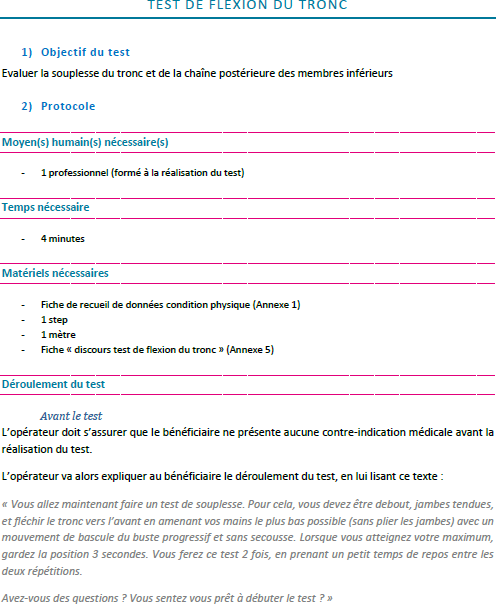 TEST DE FLEXION DU TRONC
1) Objectif du test
Evaluer la souplesse du tronc et de la chaîne postérieure des membres inférieurs
2) Protocole
Moyen(s) humain(s) nécessaire(s)
- 1 professionnel (formé à la réalisation du test)
Temps nécessaire
- 4 minutes
Matériels nécessaires
- Fiche de recueil de données condition physique (Annexe 1)
- 1 step
- 1 mètre
- Fiche « discours test de flexion du tronc » (Annexe 5)
Déroulement du test
Avant le test
L’opérateur doit s’assurer que le bénéficiaire ne présente aucune contre-indication médicale avant la
réalisation du test.
L’opérateur va alors expliquer au bénéficiaire le déroulement du test, en lui lisant ce texte :
« Vous allez maintenant faire un test de souplesse. Pour cela, vous devez être debout, jambes tendues,
et fléchir le tronc vers l’avant en amenant vos mains le plus bas possible (sans plier les jambes) avec un
mouvement de bascule du buste progressif et sans secousse. Lorsque vous atteignez votre maximum,
gardez la position 3 secondes. Vous ferez ce test 2 fois, en prenant un petit temps de repos entre les
deux répétitions.
Avez-vous des questions ? Vous sentez vous prêt à débuter le test ? »